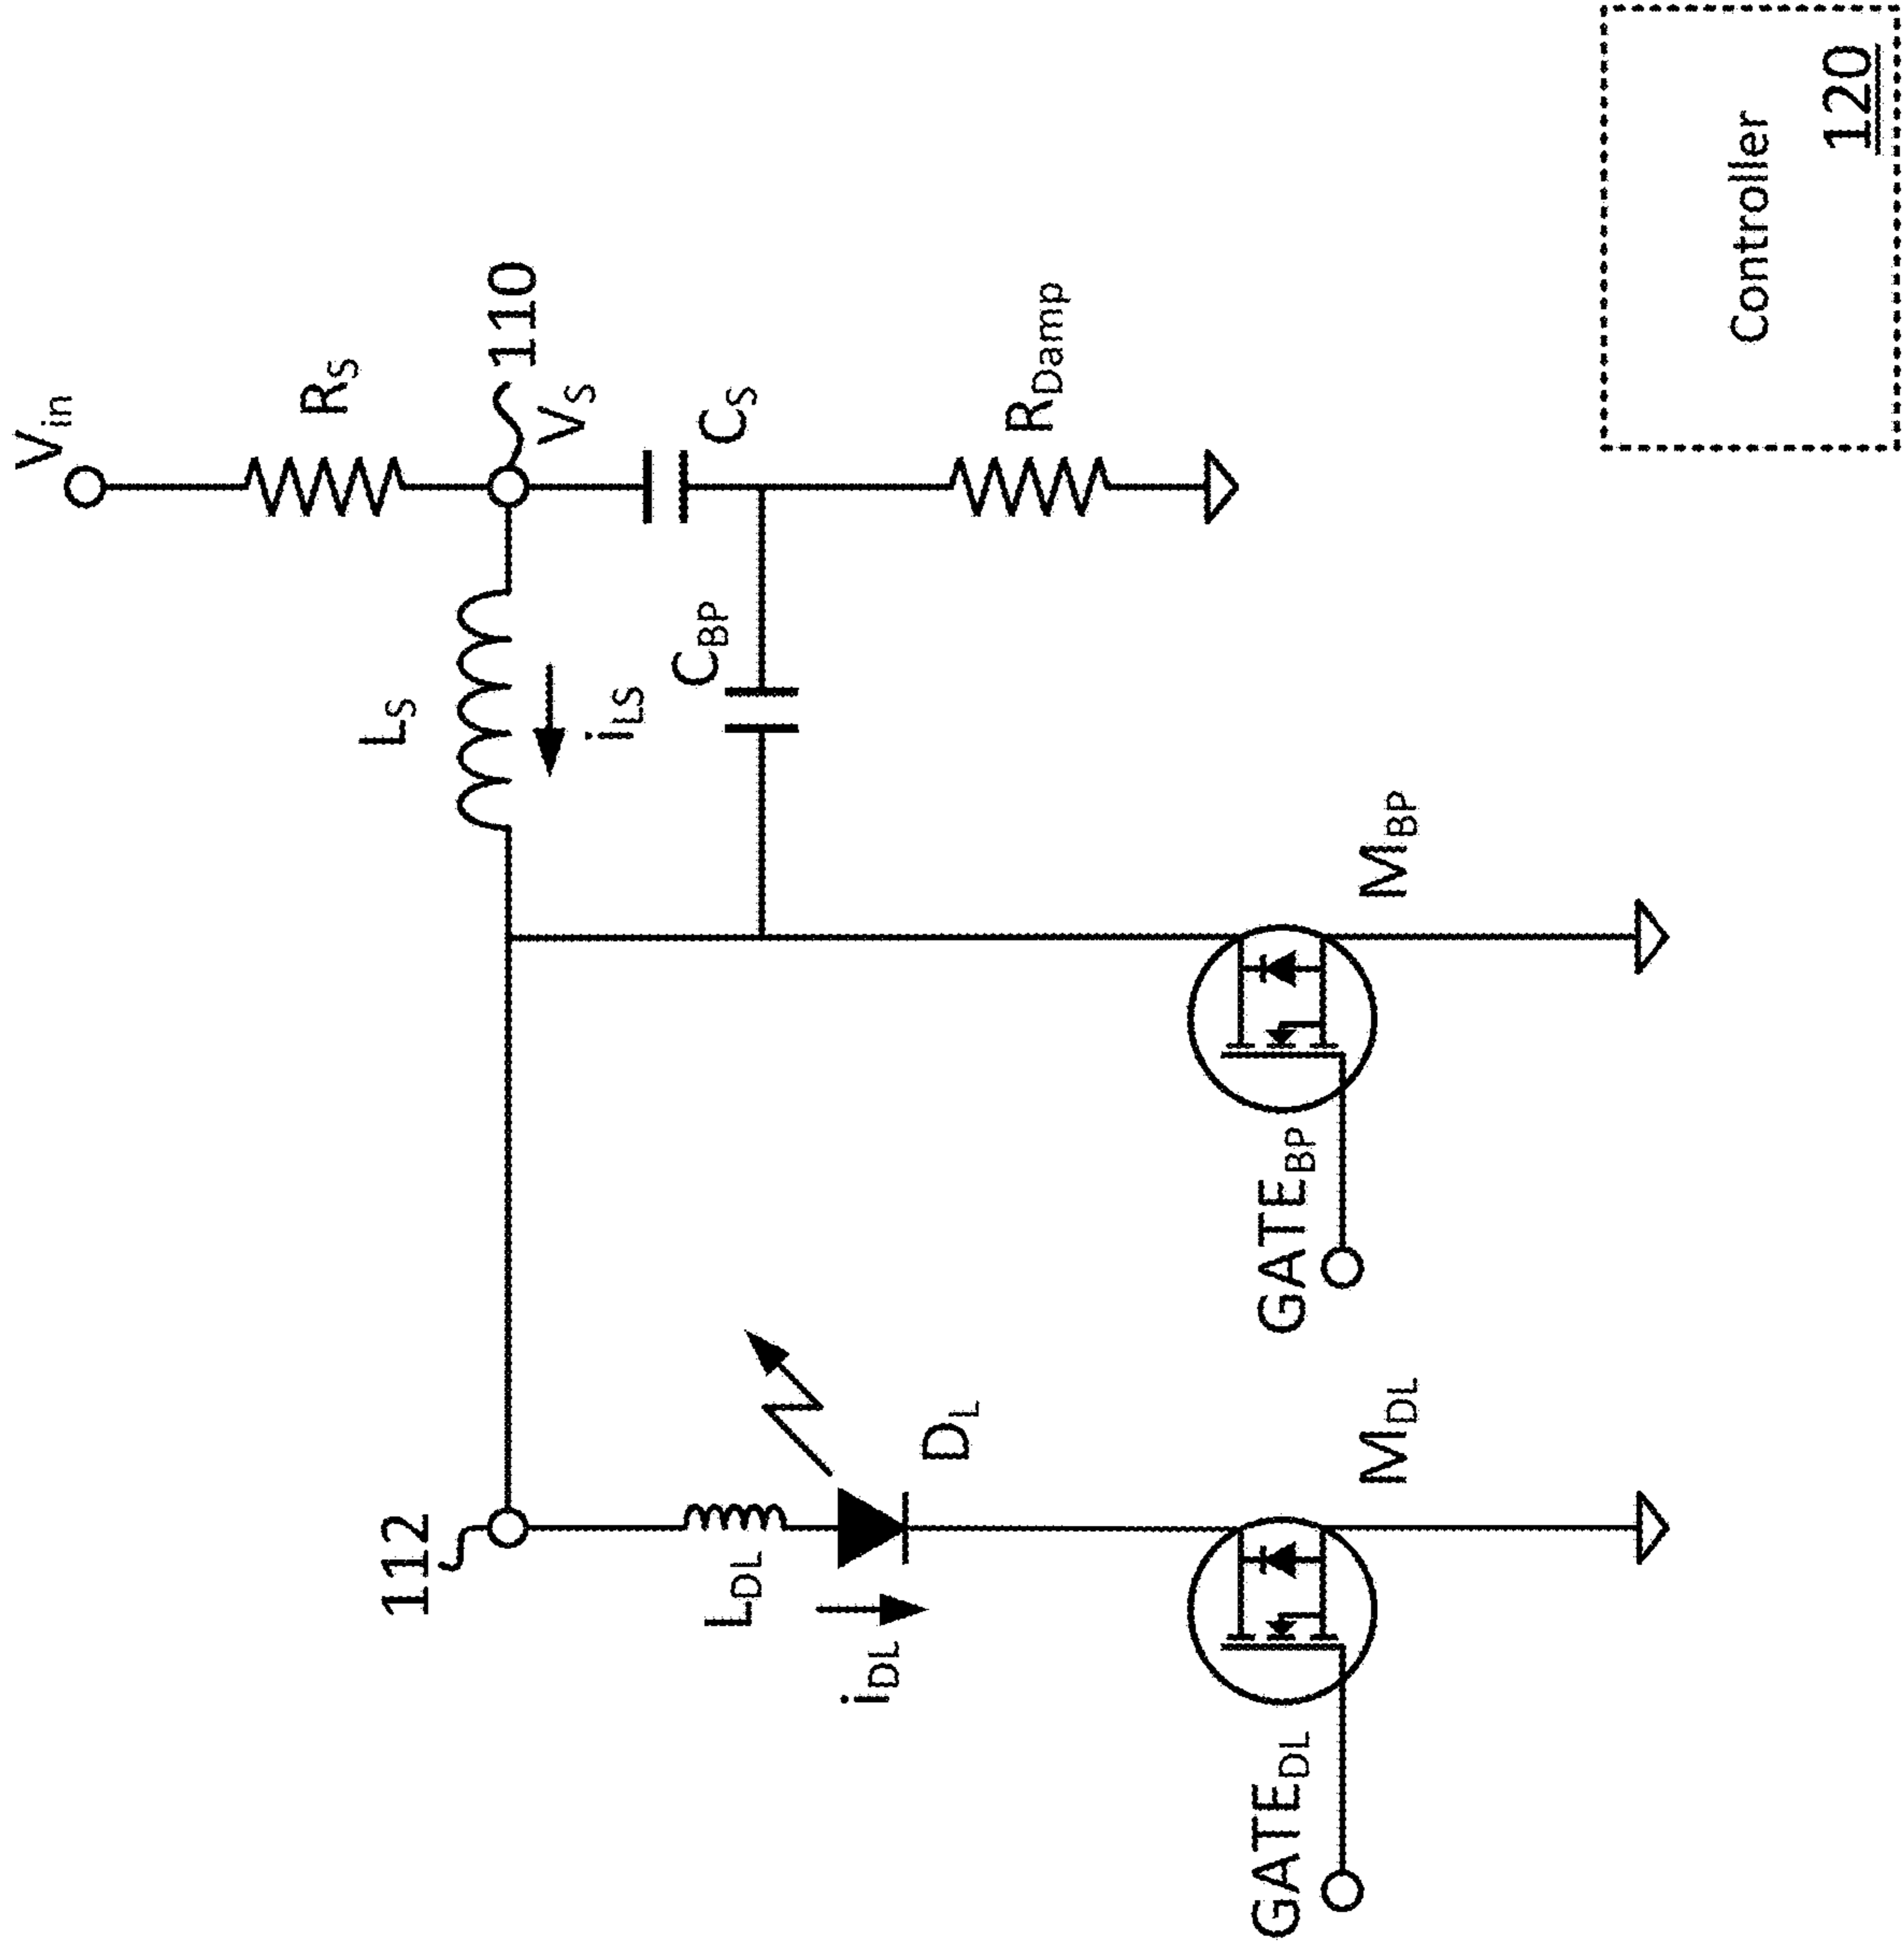 Vin
RS
110
VS
LS
iLS
CS
CBP
RDamp
112
LDL
iDL
DL
GATEBP
MBP
GATEDL
MDL
Controller
120